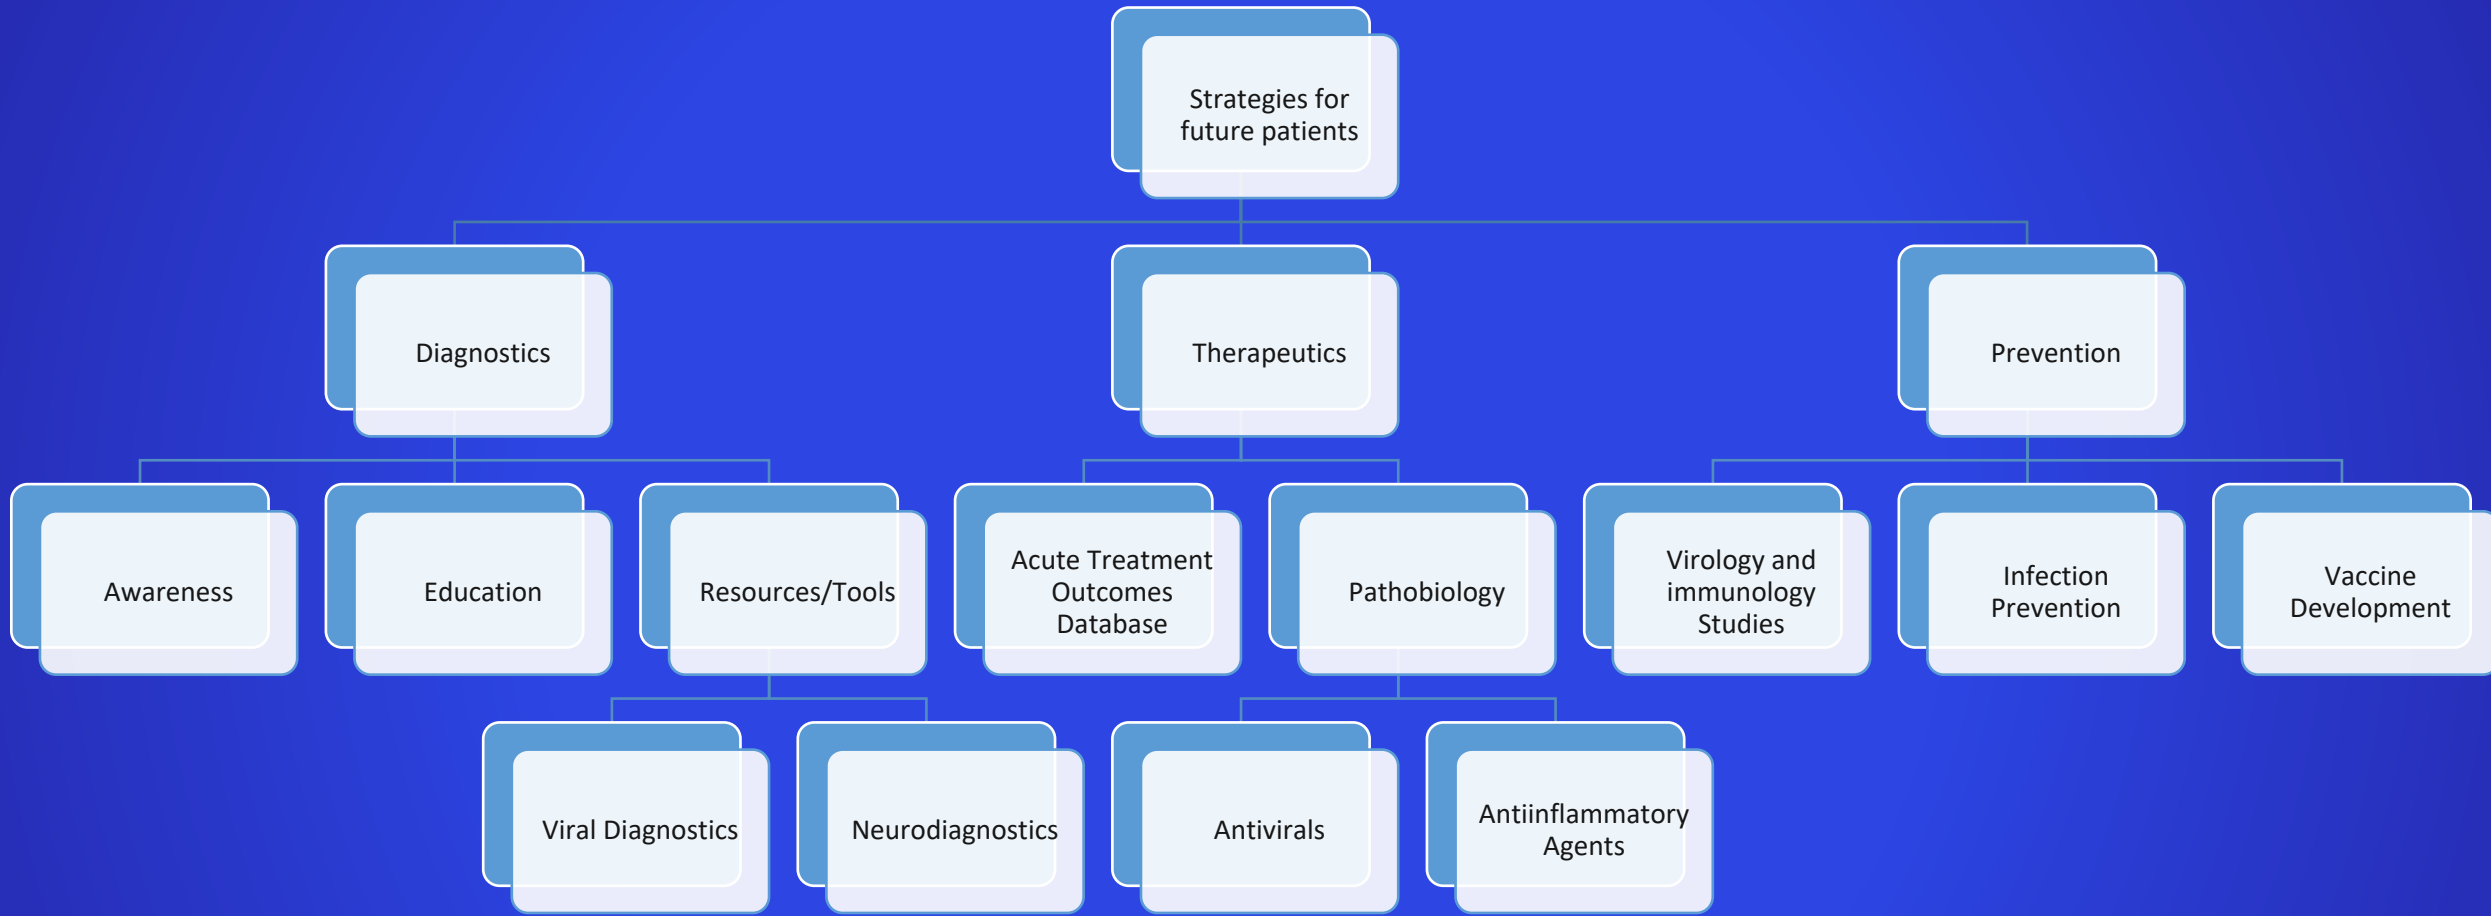 Strategies for
future patients
Diagnostics
Therapeutics
Prevention
Awareness
Education
Resources/Tools
Acute Treatment
Outcomes
Database
Pathobiology
Virology and
immunology
Studies
Infection
Prevention
Vaccine
Development
Viral Diagnostics
Neurodiagnostics
Antivirals
Antiinflammatory
Agents